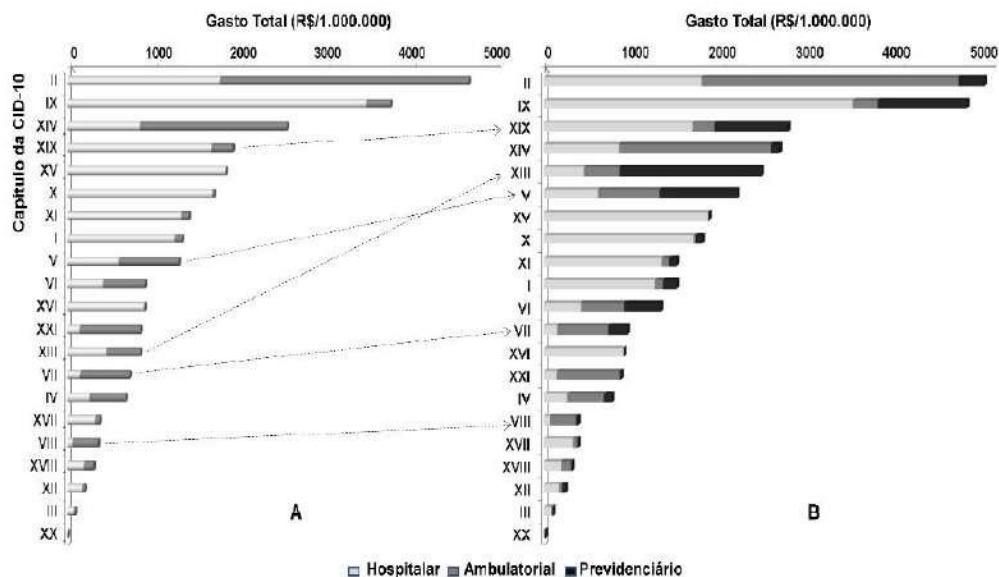 Gasto Total (R$/1.000.000)
Gasto Total (R$/1.000.000)
0 1000 2000 3000 4000 5000
0 1000 2000 3000 4000 5000
Capítulo da CID-10
II
IX
XIV
XIX
XV
X
XI
I
V
VI
XVI
XXI
XIII
VII
IV
XVII
VIII
XVIII
XII
III
XX
A
II
IX
XIX
XIV
XIII
V
XV
X
XI
I
VI
VII
XVI
XXI
IV
VIII
XVII
XVIII
XII
III
XX
B
Hospitalar Ambulatorial Previdenciário